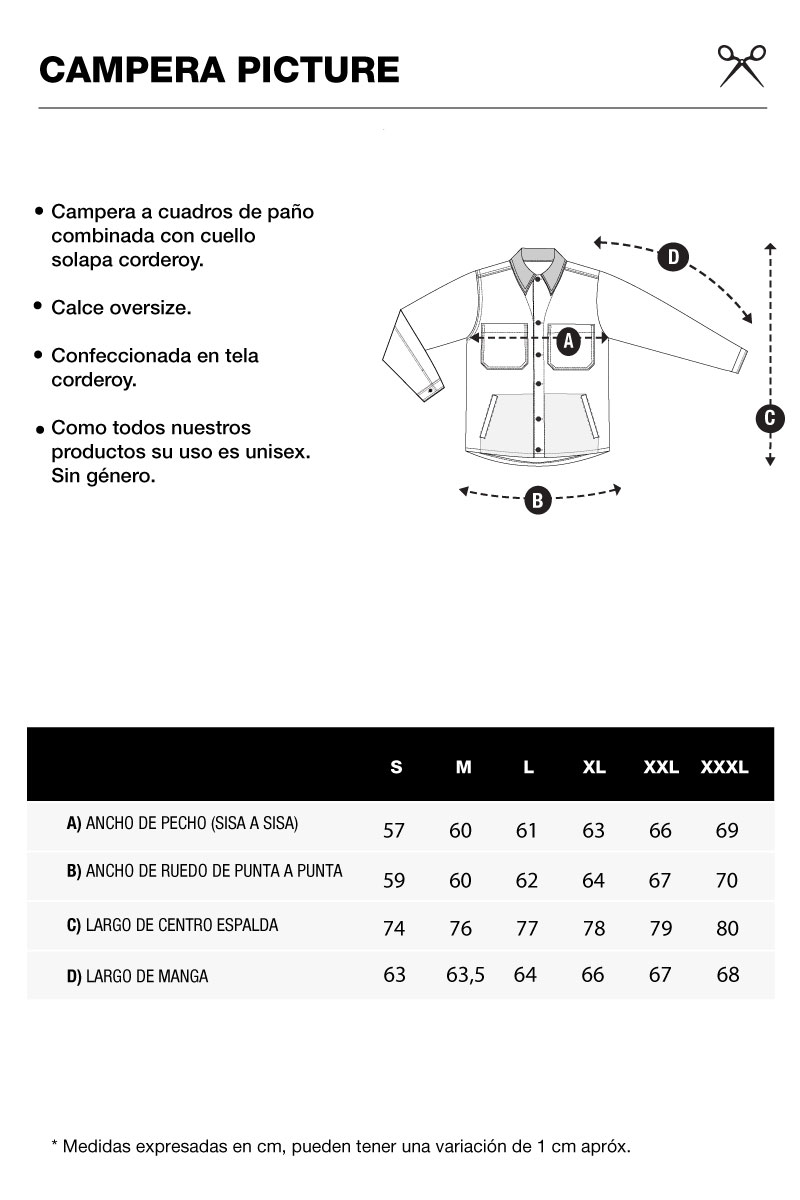 CAMPERA PICTURE
• Campera a cuadros de paño
combinada con cuello
solapa corderoy.
• Calce oversize.
• Confeccionada en tela
corderoy.
• Como todos nuestros
productos su uso es unisex.
Sin género.
D
A
C
B
S M L XL XXL XXXL
A) ANCHO DE PECHO (SISA A SISA) 57 60 61 63 66 69
B) ANCHO DE RUEDO DE PUNTA A PUNTA 59 60 62 64 67 70
C) LARGO DE CENTRO ESPALDA 74 76 77 78 79 80
D) LARGO DE MANGA 63 63,5 64 66 67 68
* Medidas expresadas en cm, pueden tener una variación de 1 cm apróx.